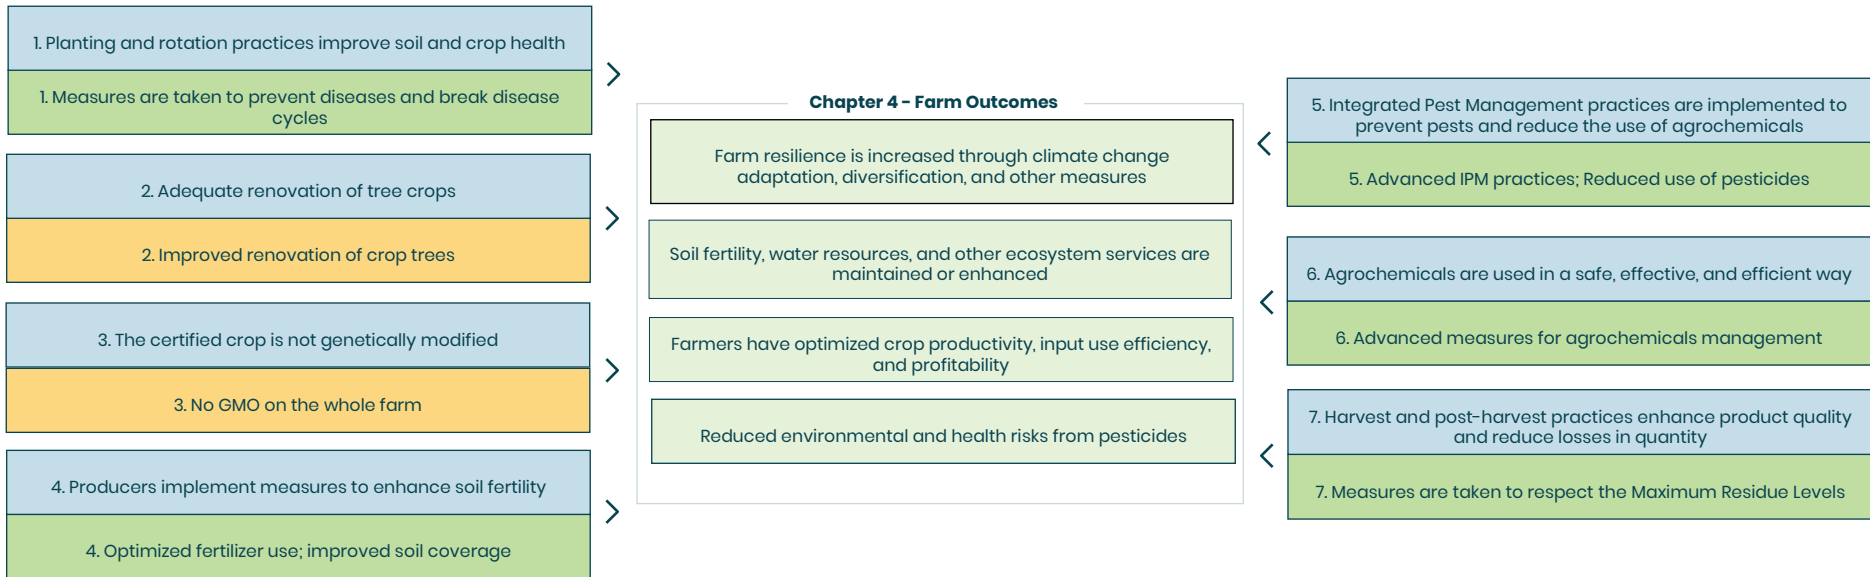 1. Planting and rotation practices improve soil and crop health
1. Measures are taken to prevent diseases and break disease
cycles
2. Adequate renovation of tree crops
2. Improved renovation of crop trees
3. The certified crop is not genetically modified
3. No GMO on the whole farm
4. Producers implement measures to enhance soil fertility
4. Optimized fertilizer use; improved soil coverage
Chapter 4 - Farm Outcomes
Farm resilience is increased through climate change
adaptation, diversification, and other measures
Soil fertility, water resources, and other ecosystem services are
maintained or enhanced
Farmers have optimized crop productivity, input use efficiency,
and profitability
Reduced environmental and health risks from pesticides
5. Integrated Pest Management practices are implemented to
prevent pests and reduce the use of agrochemicals
5. Advanced IPM practices; Reduced use of pesticides
6. Agrochemicals are used in a safe, effective, and efficient way
6. Advanced measures for agrochemicals management
7. Harvest and post-harvest practices enhance product quality
and reduce losses in quantity
7. Measures are taken to respect the Maximum Residue Levels